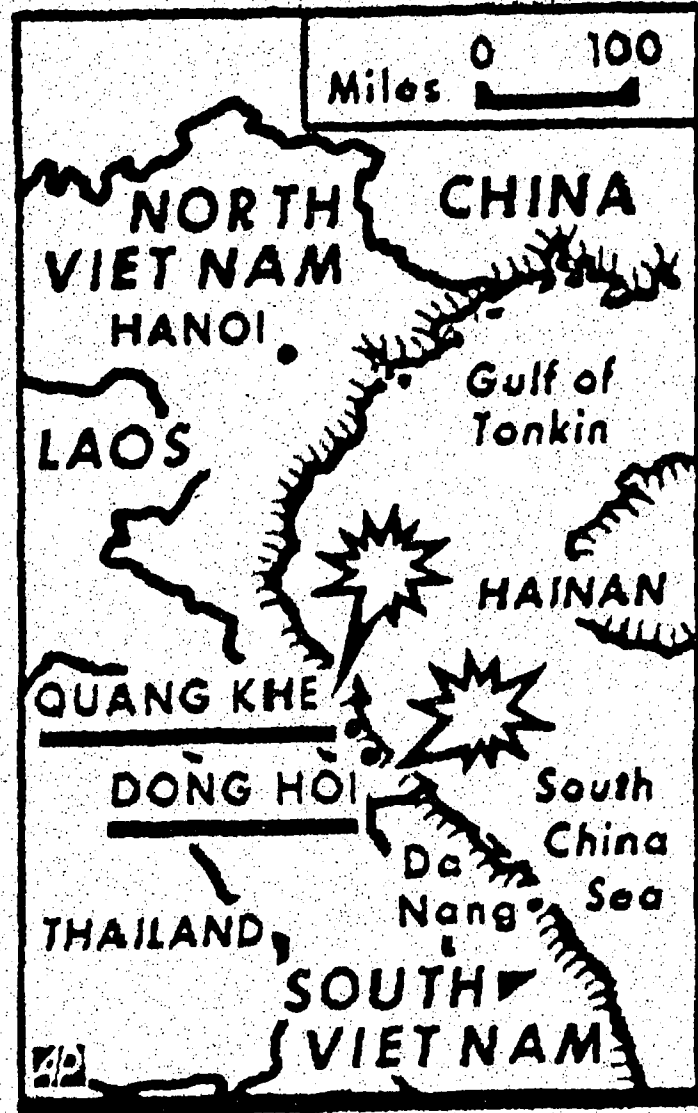 0 100
Miles
NORTH
VIET NAM
CHINA
HANOI
Gulf of
Tonkin
LAOS
HAINAN
QUANG KHE
DONG HOI
South
China
Sea
Da
Nang
THAILAND
SOUTH
VIET NAM
AP